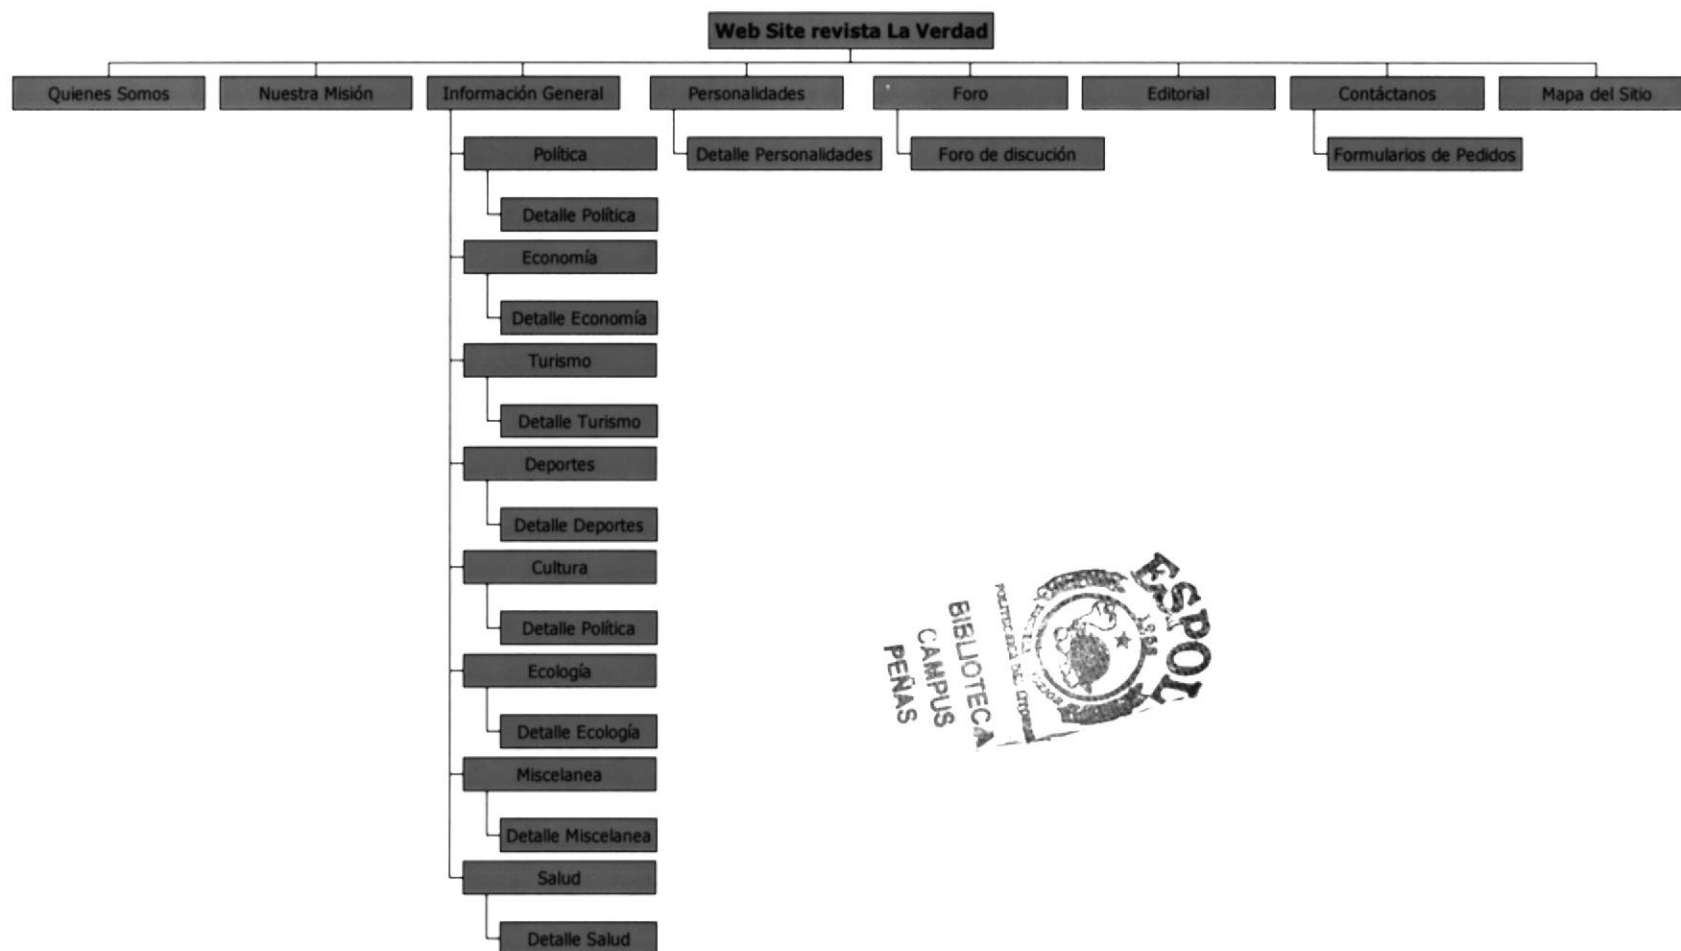 Web Site revista La Verdad
Quienes Somos
Nuestra Misión
Información General
Personalidades
Foro
Editorial
Contáctanos
Mapa del Sitio
Política
Detalle Personalidades
Foro de discución
Formularios de Pedidos
Detalle Política
Economía
Detalle Economía
Turismo
Detalle Turismo
Deportes
Detalle Deportes
Cultura
Detalle Política
Ecología
Detalle Ecología
Miscelanea
Detalle Miscelanea
Salud
Detalle Salud
ESPOL
BIBLIOTECA
CAMPUS
PEÑAS